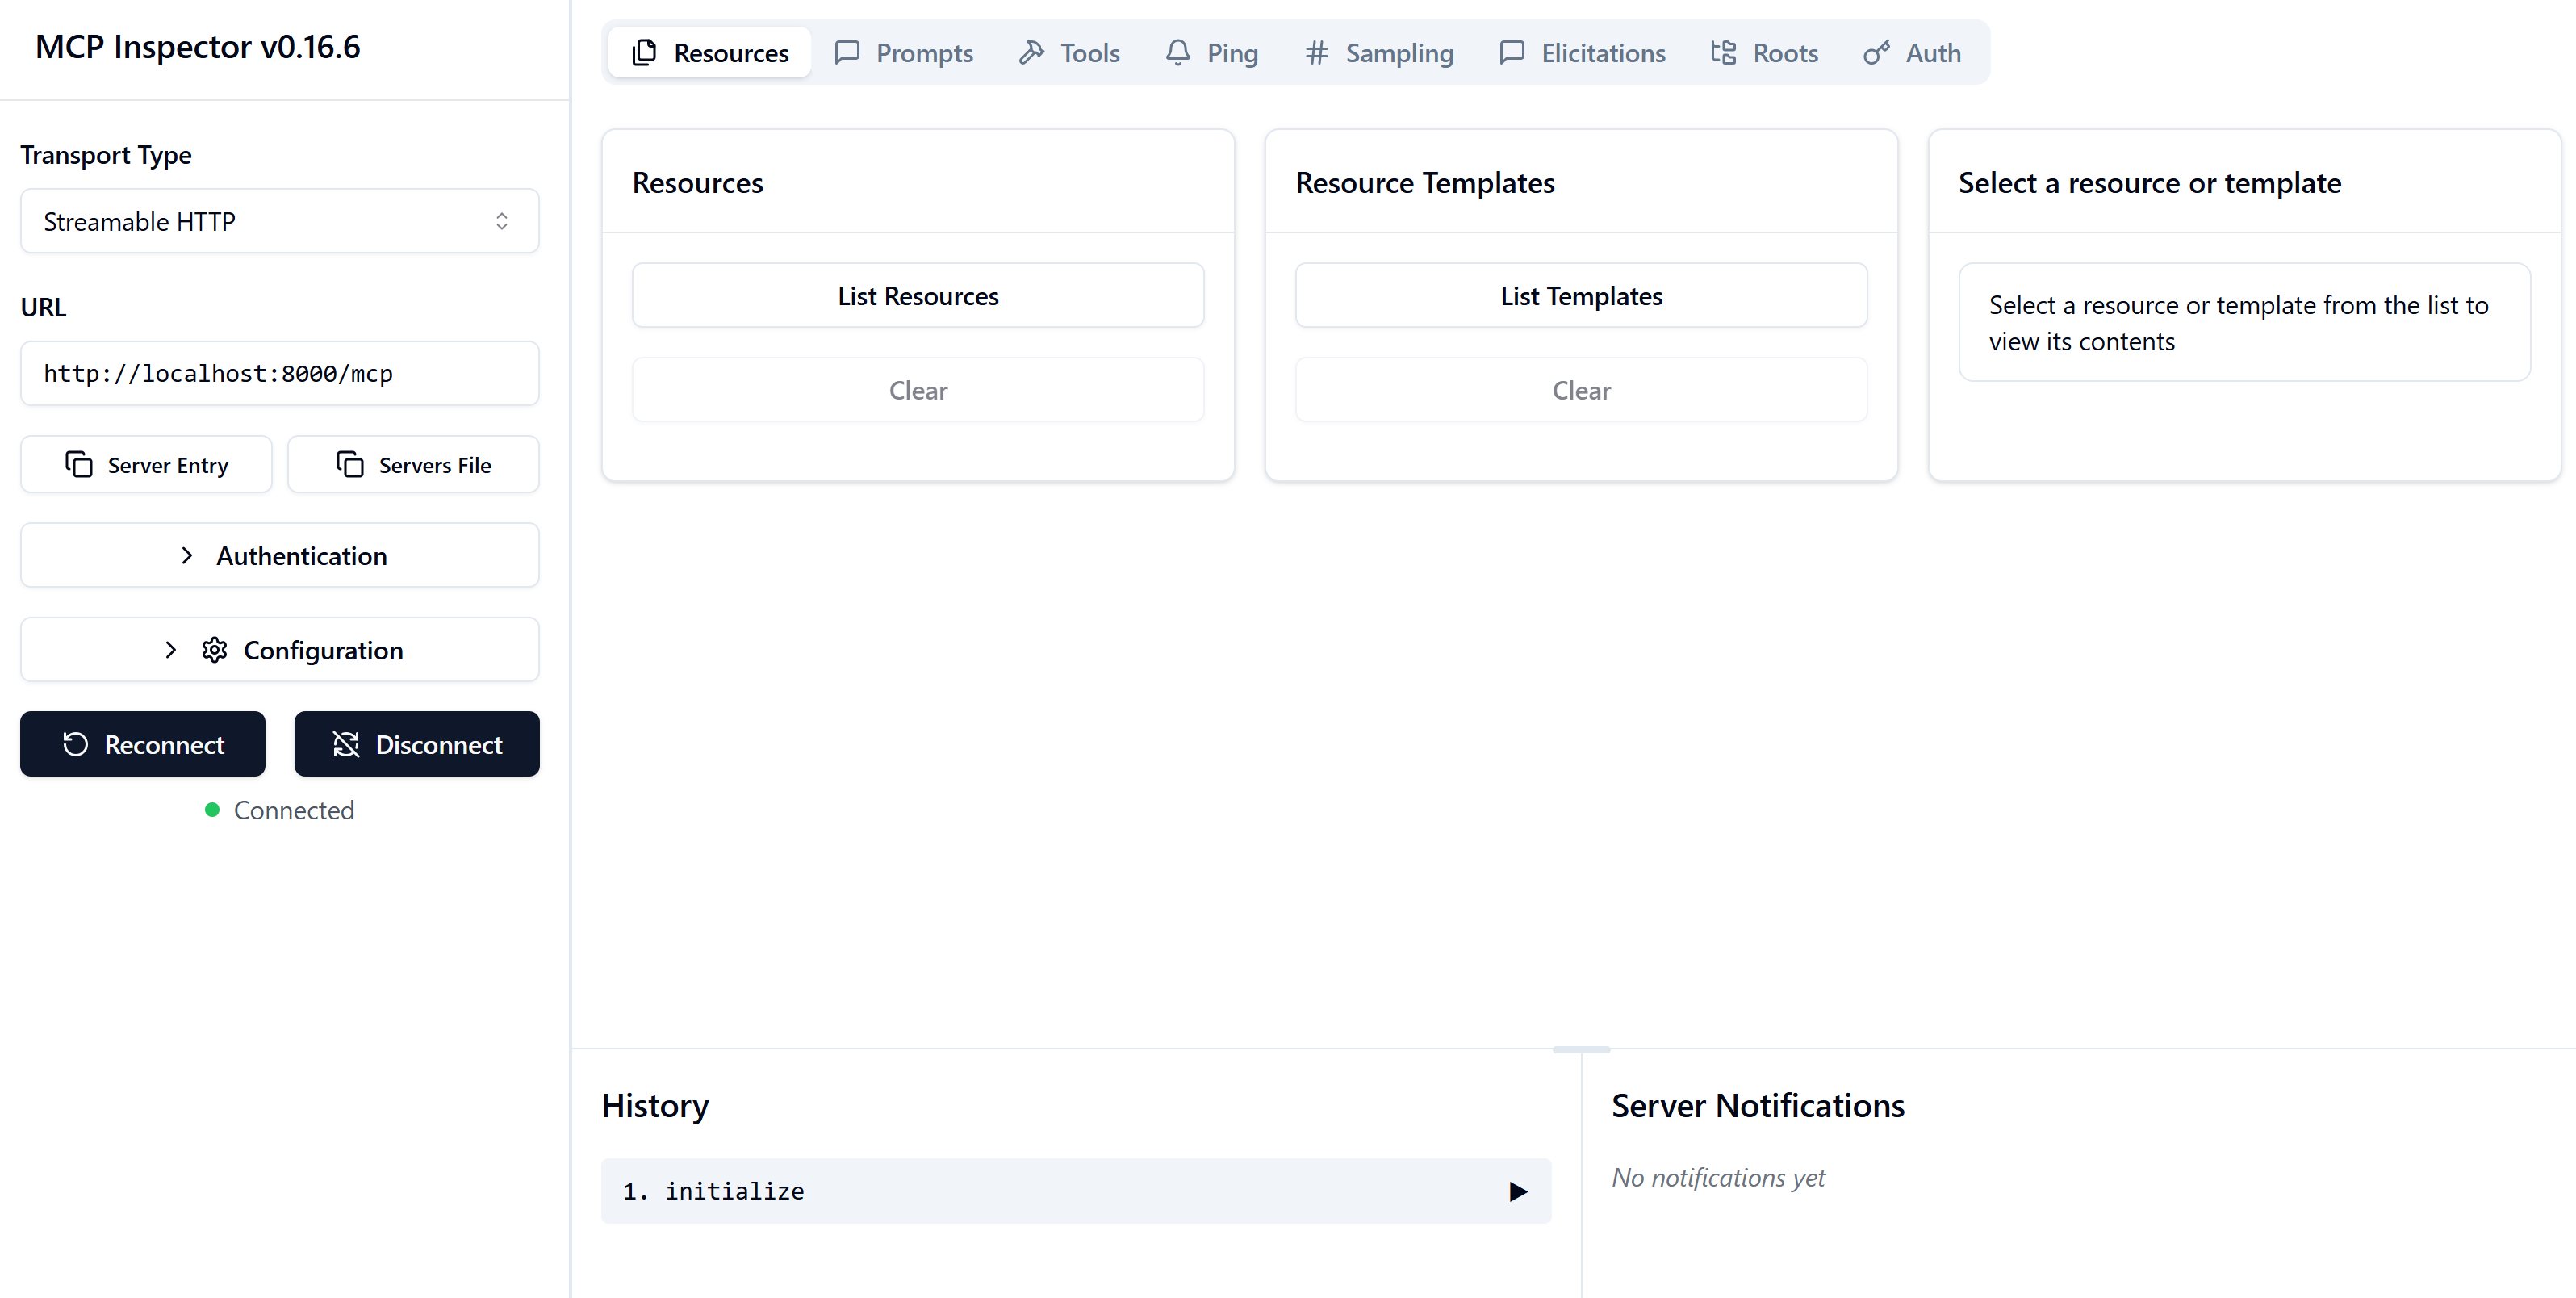 MCP Inspector v0.16.6
Transport Type
Streamable HTTP
URL
http://localhost:8000/mcp
Server Entry
Servers File
Authentication
Configuration
Reconnect
Disconnect
Connected
Resources
Prompts
Tools
Ping
Sampling
Elicitations
Roots
Auth
Resources
List Resources
Clear
Resource Templates
List Templates
Clear
Select a resource or template
Select a resource or template from the list to
view its contents
History
1. initialize
Server Notifications
No notifications yet